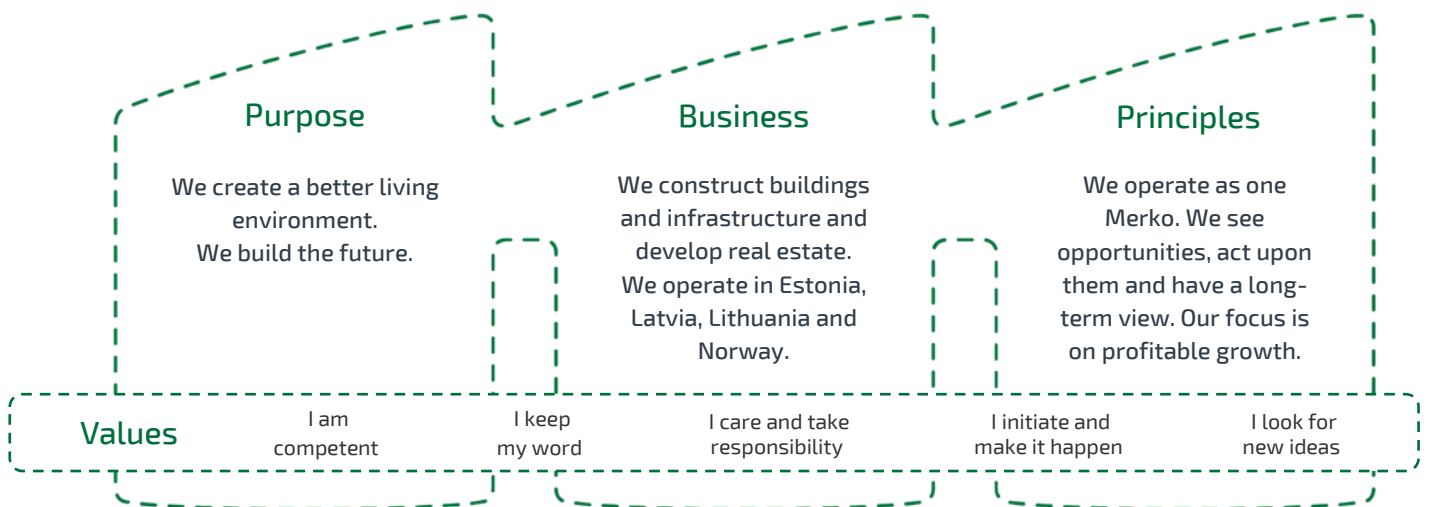 Purpose
We create a better living
environment.
We build the future.
Business
We construct buildings
and infrastructure and
develop real estate.
We operate in Estonia,
Latvia, Lithuania and
Norway.
Principles
We operate as one
Merko. We see
opportunities, act upon
them and have a long-
term view. Our focus is
on profitable growth.
Values
I am
competent
I keep
my word
I care and take
responsibility
I initiate and
make it happen
I look for
new ideas